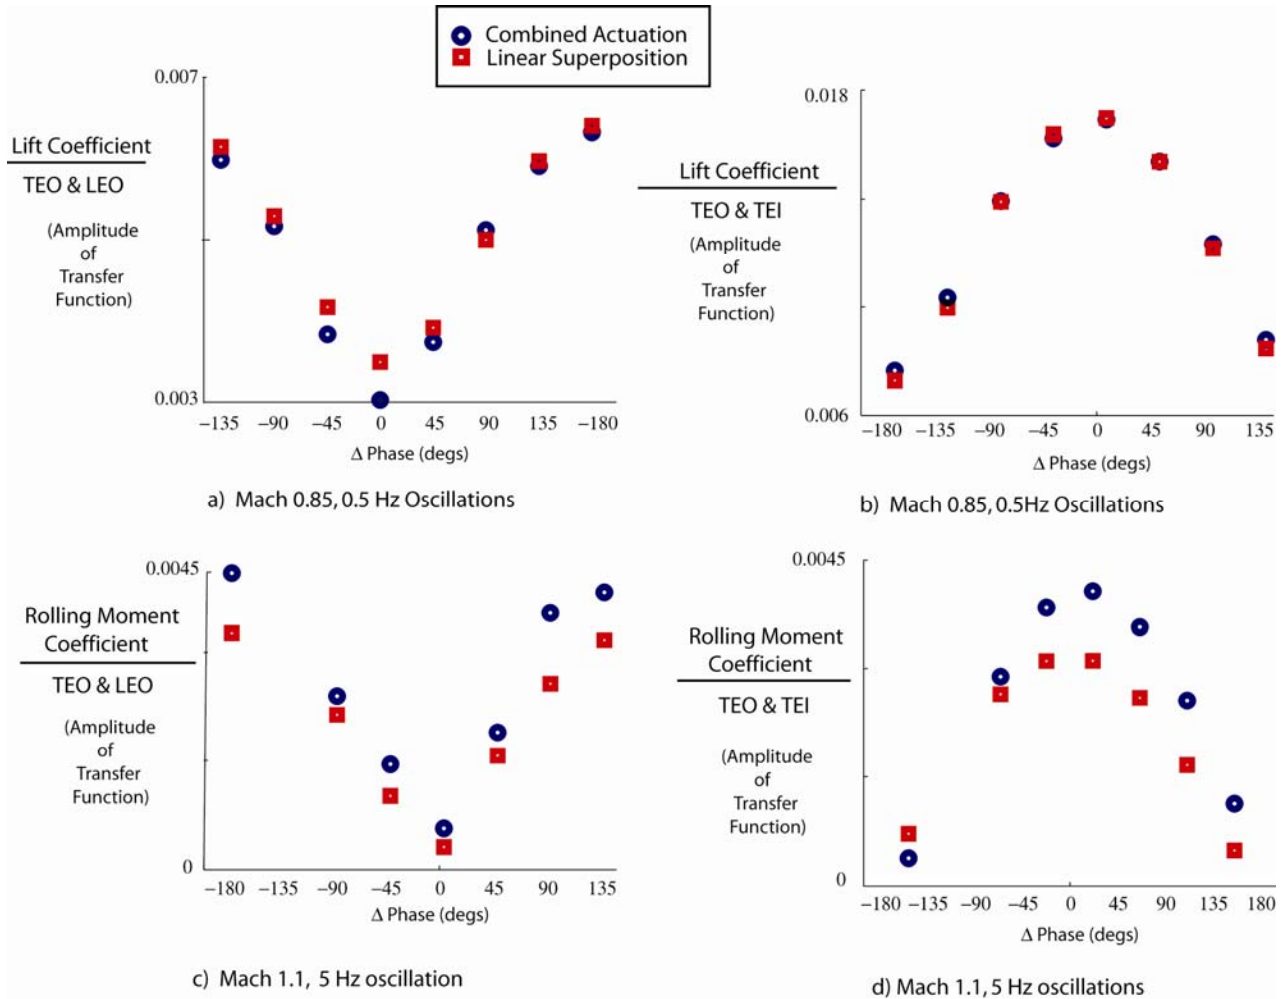 Combined Actuation
Linear Superposition
0.007
Lift Coefficient
TEO & LEO
(Amplitude
of
Transfer
Function)
0.003
−135 −90 −45 0 45 90 135 −180
Δ Phase (degs)
a) Mach 0.85, 0.5 Hz Oscillations
0.018
Lift Coefficient
TEO & TEI
(Amplitude
of
Transfer
Function)
0.006
−180 −135 −90 −45 0 45 90 135
Δ Phase (degs)
b) Mach 0.85, 0.5Hz Oscillations
0.0045
Rolling Moment
Coefficient
TEO & LEO
(Amplitude
of
Transfer
Function)
0
−180 −135 −90 −45 0 45 90 135
Δ Phase (degs)
c) Mach 1.1, 5 Hz oscillation
0.0045
Rolling Moment
Coefficient
TEO & TEI
(Amplitude
of
Transfer
Function)
0
−180 −135 −90 −45 0 45 90 135 180
Δ Phase (degs)
d) Mach 1.1, 5 Hz oscillations